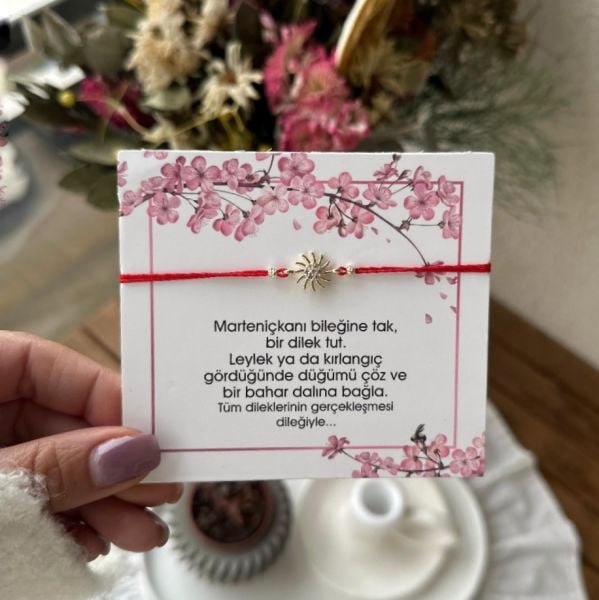 Marteniçkanı bileğine tak,
bir dilek tut.
Leylek ya da kırlangıç
gördüğünde düğümü çöz ve
bir bahar dalına bağla.
Tüm dileklerinin gerçekleşmesi
dileğiyle...